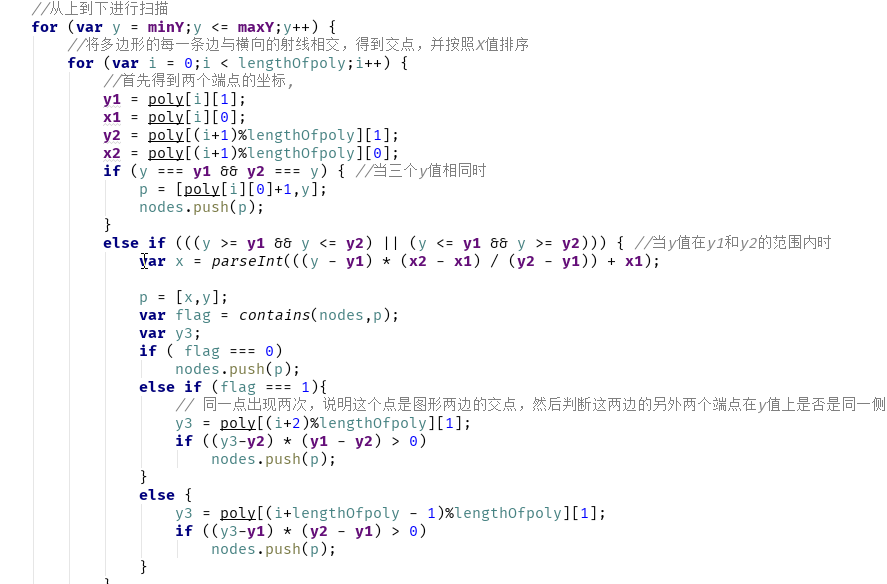 //从上到下进行扫描
for (var y = minY;y <= maxY;y++) {
//将多边形的每一条边与横向的射线相交，得到交点，并按照X值排序
for (var i = 0;i < lengthOfpoly;i++) {
//首先得到两个端点的坐标,
y1 = poly[i][1];
x1 = poly[i][0];
y2 = poly[(i+1)%lengthOfpoly][1];
x2 = poly[(i+1)%lengthOfpoly][0];
if (y === y1 && y2 === y) { //当三个y值相同时
p = [poly[i][0]+1,y];
nodes.push(p);
}
else if (((y >= y1 && y <= y2) || (y <= y1 && y >= y2))) { //当y值在y1和y2的范围内时
var x = parseInt(((y - y1) * (x2 - x1) / (y2 - y1)) + x1);
p = [x,y];
var flag = contains(nodes,p);
var y3;
if ( flag === 0)
nodes.push(p);
else if (flag === 1){
// 同一点出现两次，说明这个点是图形两边的交点，然后判断这两边的另外两个端点在y值上是否是同一侧
y3 = poly[(i+2)%lengthOfpoly][1];
if ((y3-y2) * (y1 - y2) > 0)
nodes.push(p);
}
else {
y3 = poly[(i+lengthOfpoly - 1)%lengthOfpoly][1];
if ((y3-y1) * (y2 - y1) > 0)
nodes.push(p);
}
}